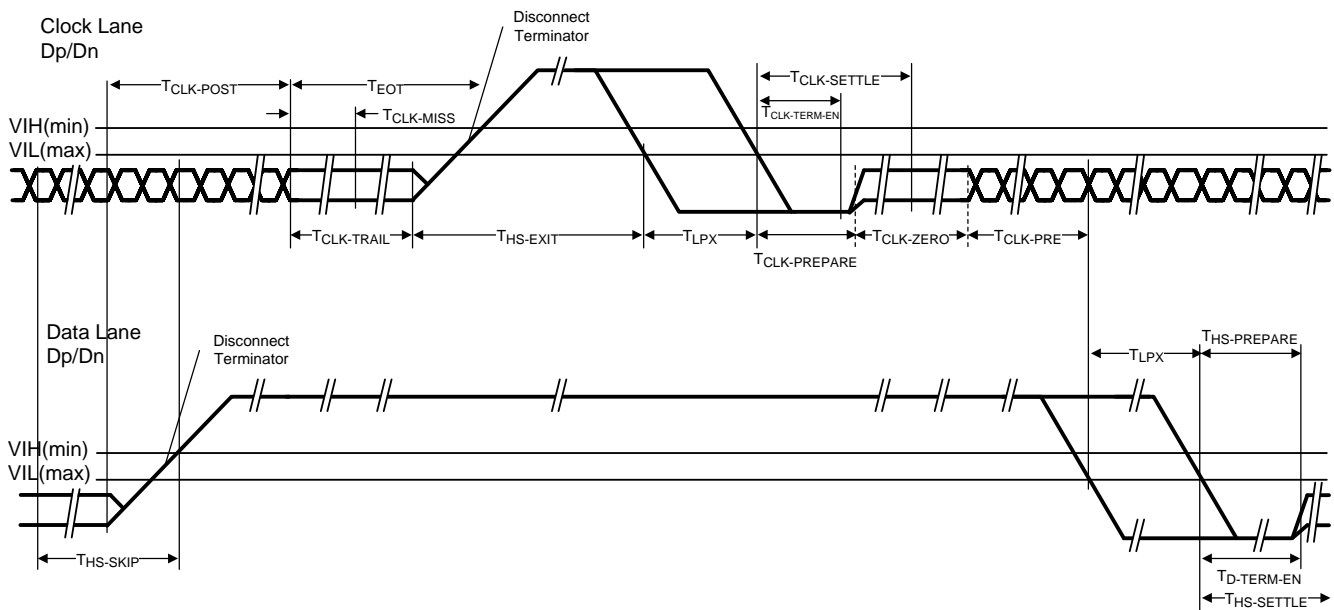 Clock Lane
Dp/Dn
Disconnect
Terminator
TCLK-POST
TEOT
TCLK-SETTLE
TCLK-MISS
TCLK-TERM-EN
VIH(min)
VIL(max)
TCLK-TRAIL
THS-EXIT
TLPX
TCLK-ZERO
TCLK-PRE
TCLK-PREPARE
Data Lane
Dp/Dn
Disconnect
Terminator
TLPX
THS-PREPARE
VIH(min)
VIL(max)
THS-SKIP
TD-TERM-EN
THS-SETTLE